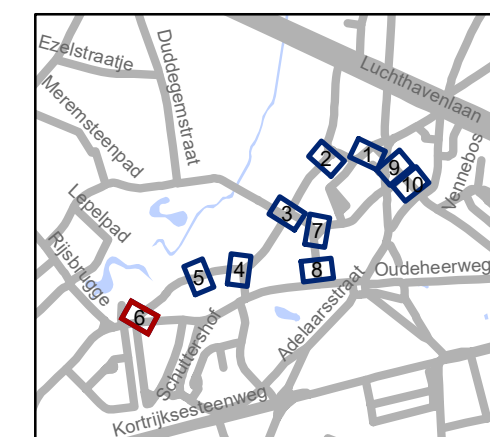 Ezelstraatje
Duddegemstraat
Luchthavenlaan
Meremsteenpad
Vennebos
1
2
9
10
Lepelpad
3
7
Rijsbrugge
5
4
8
Oudeheerweg
6
Schuttershof
Adelaarsstraat
Kortrijksesteenweg